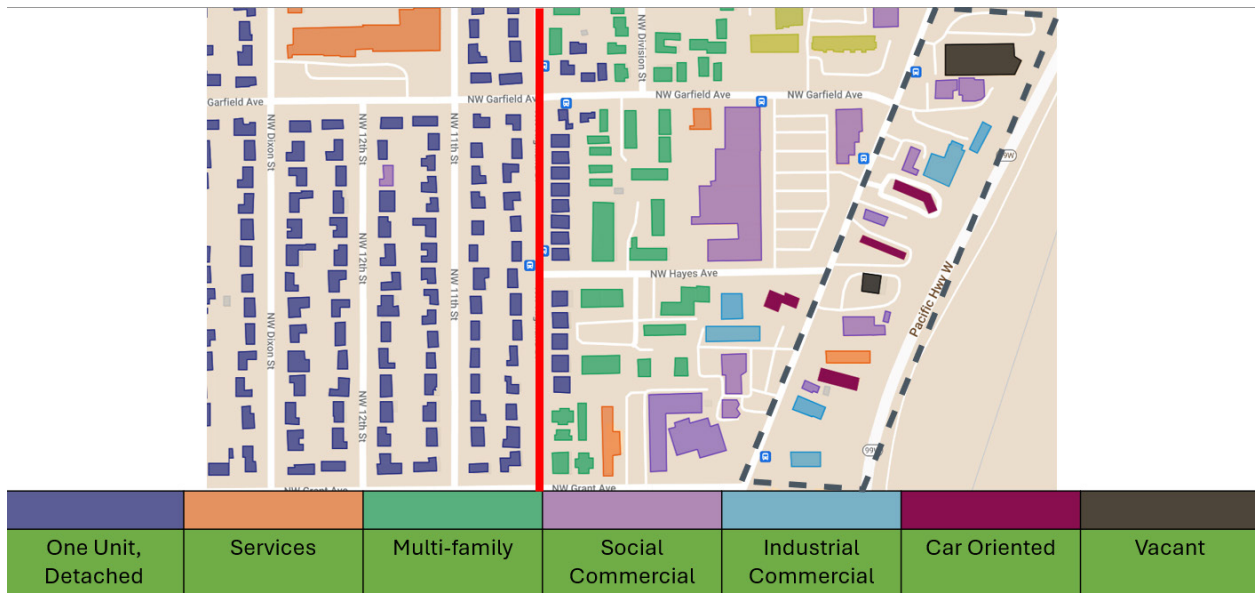 NW Division St
Garfield Ave
NW Garfield Av
NW Garfield Ave
NW Garfield Ave
NW Dixon St
NW 12th St
NW 11th St
99W
NW 12th St
NW Hayes Ave
NW 11th St
Pacific Hwy W
NW Dixon St
NW 12th St
99W
NW Grant Ave
NW Grant Ave
One Unit,
Detached
Services
Multi-family
Social
Commercial
Industrial
Commercial
Car Oriented
Vacant